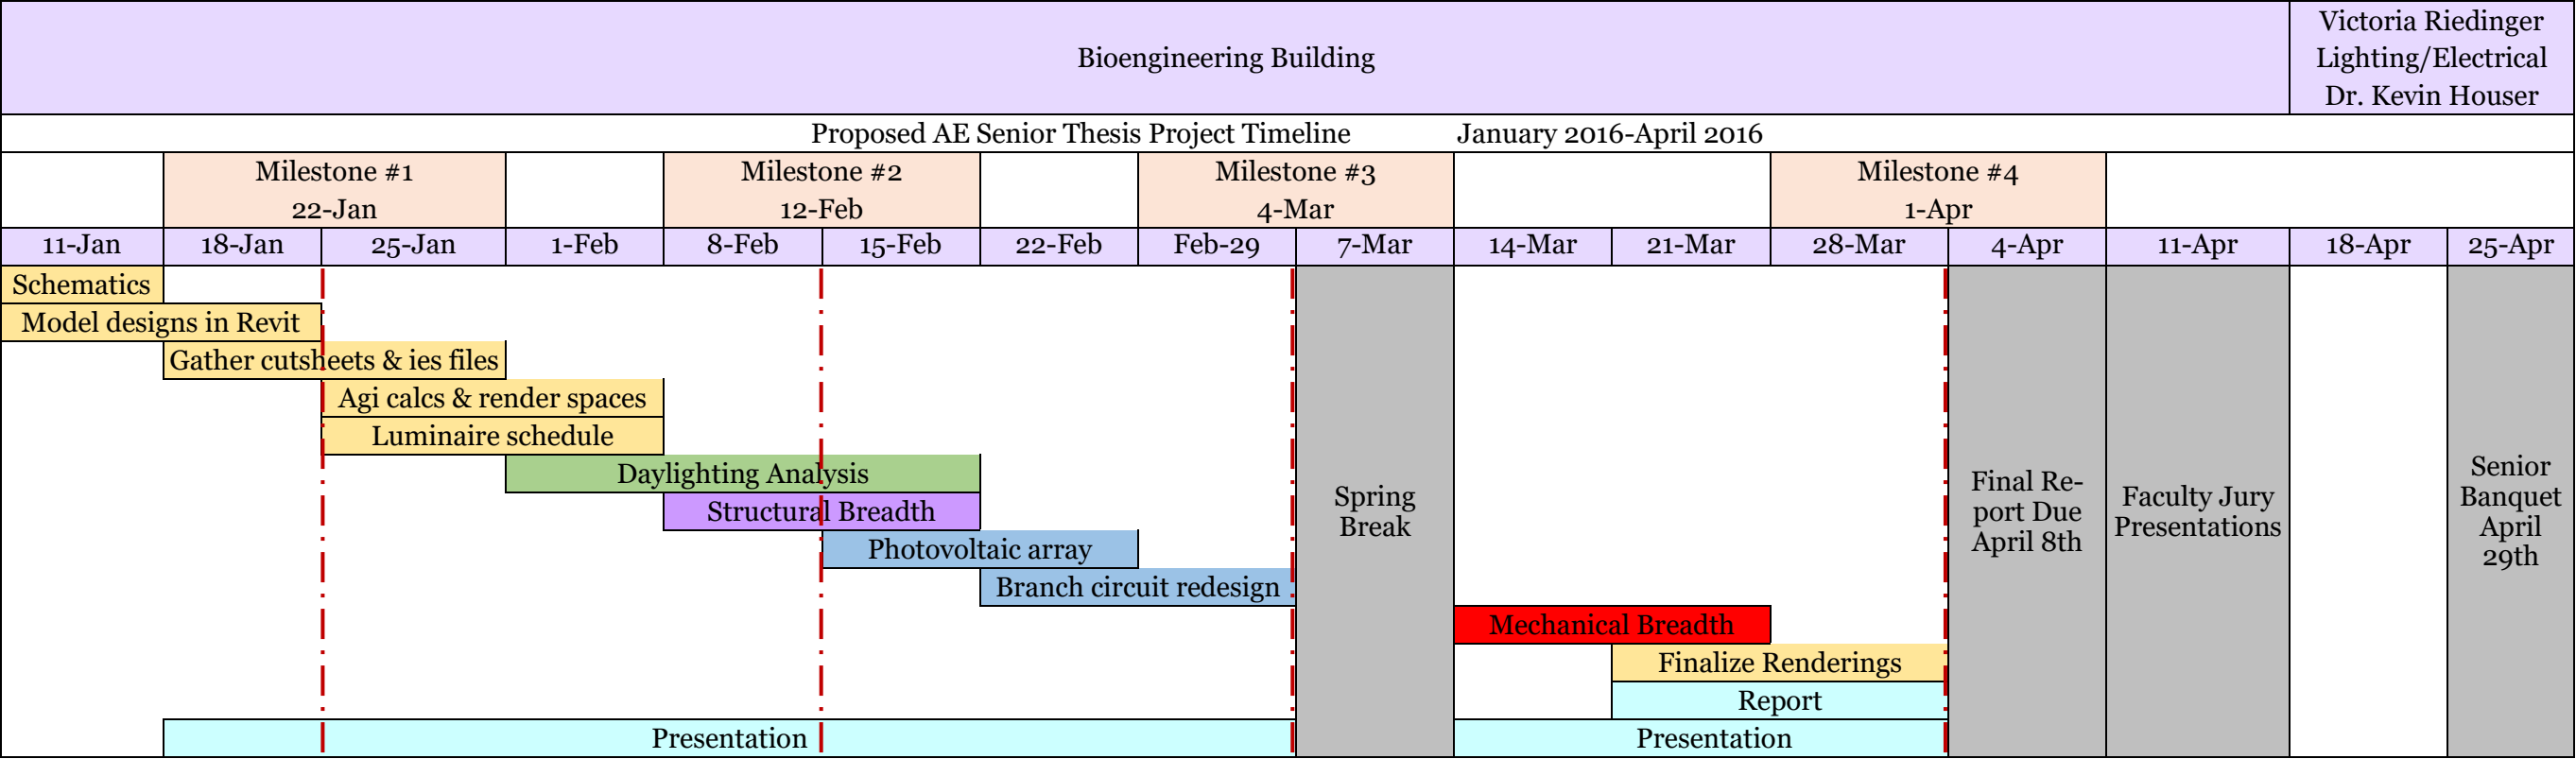 Bioengineering Building
Victoria Riedinger
Lighting/Electrical
Dr. Kevin Houser
Proposed AE Senior Thesis Project Timeline January 2016-April 2016
Milestone #1
22-Jan
Milestone #2
12-Feb
Milestone #3
4-Mar
Milestone #4
1-Apr
11-Jan 18-Jan 25-Jan 1-Feb 8-Feb 15-Feb 22-Feb Feb-29 7-Mar 14-Mar 21-Mar 28-Mar 4-Apr 11-Apr 18-Apr 25-Apr
Schematics
Model designs in Revit
Gather cutsheets & ies files
Agi calcs & render spaces
Luminaire schedule
Daylighting Analysis
Structural Breadth
Photovoltaic array
Branch circuit redesign
Spring
Break
Mechanical Breadth
Finalize Renderings
Report
Presentation
Presentation
Final Re-
port Due
April 8th
Faculty Jury
Presentations
Senior
Banquet
April
29th